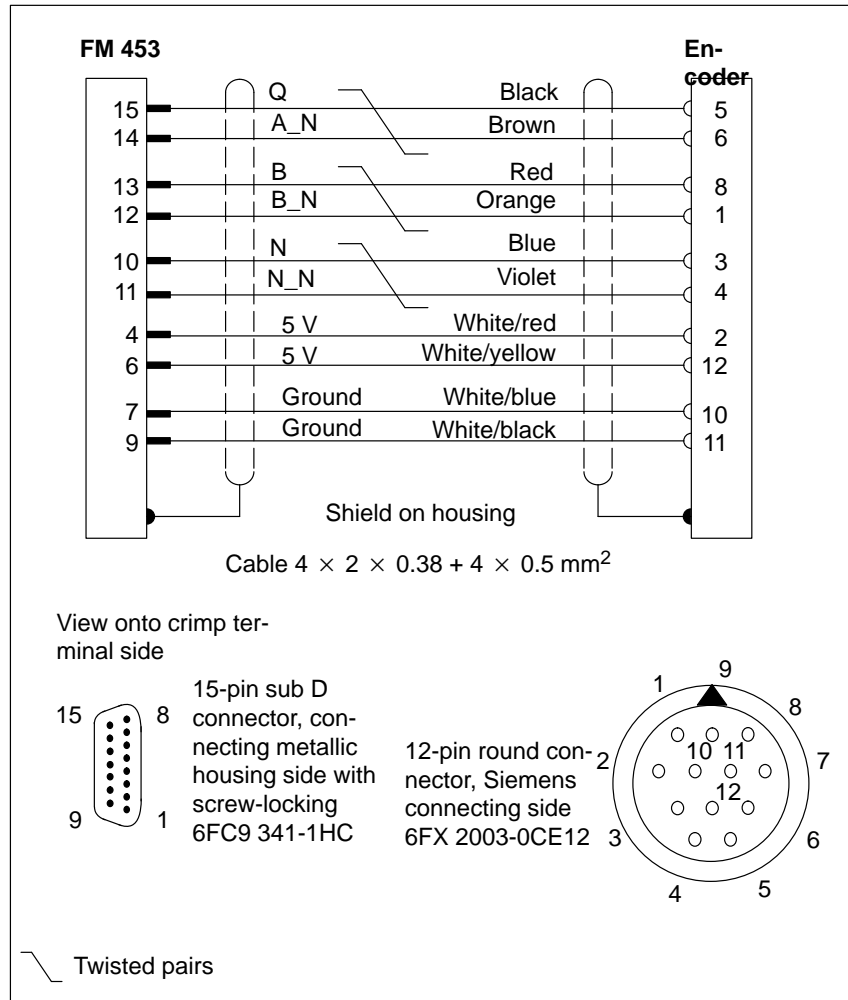 FM 453
En-
coder
Q
Black
15
5
A_N
Brown
14
6
B
Red
13
8
B_N
Orange
12
1
N
Blue
10
3
N_N
Violet
11
4
5 V
White/red
4
2
5 V
White/yellow
6
12
Ground
White/blue
7
10
Ground
White/black
9
11
Shield on housing
Cable 4 × 2 × 0.38 + 4 × 0.5 mm²
View onto crimp ter-
minal side
15
8
9
1
15-pin sub D
connector, con-
necting metallic
housing side with
screw-locking
6FC9 341-1HC
12-pin round con-
nector, Siemens
connecting side
6FX 2003-0CE12
9
1
8
10 11
2
7
12
3
6
4
5
Twisted pairs